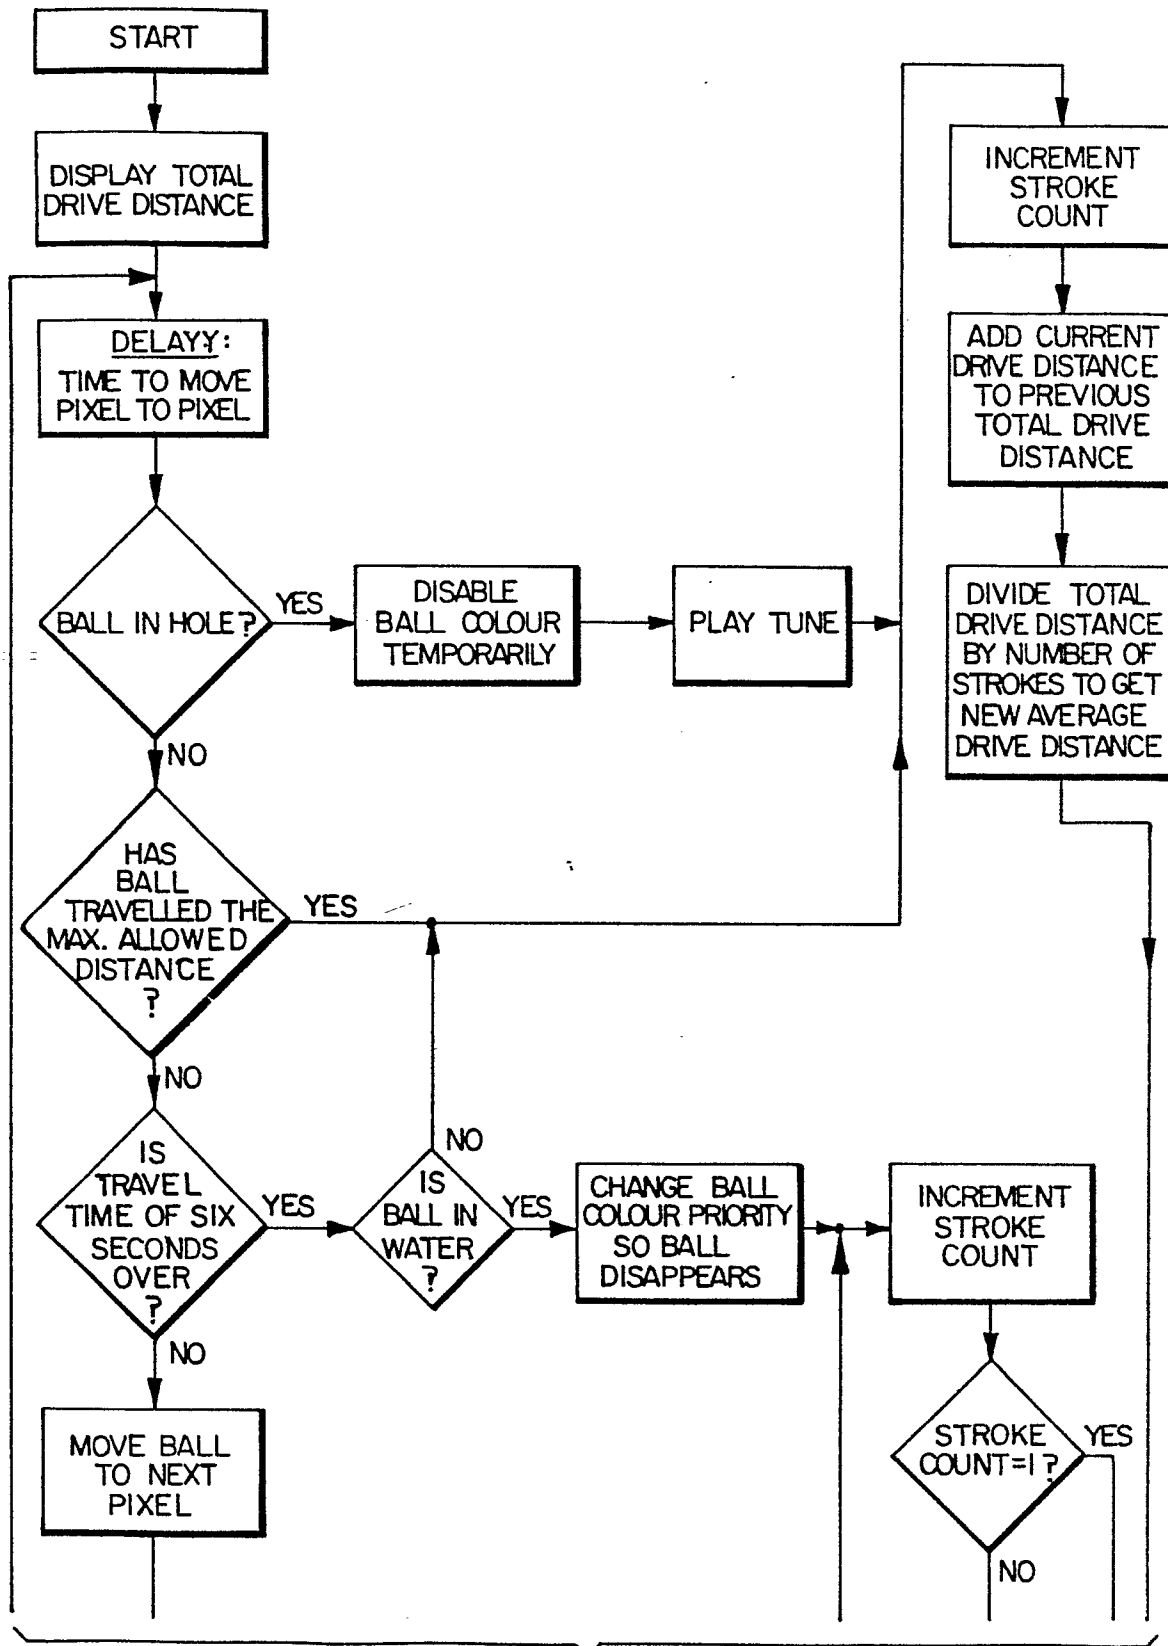 START
DISPLAY TOTAL
DRIVE DISTANCE
DELAYY:
TIME TO MOVE
PIXEL TO PIXEL
BALL IN HOLE?
YES
DISABLE
BALL COLOUR
TEMPORARILY
PLAY TUNE
NO
HAS
BALL
TRAVELLED THE
MAX. ALLOWED
DISTANCE
?
YES
NO
IS
TRAVEL
TIME OF SIX
SECONDS
OVER
?
YES
NO
IS
BALL IN
WATER
?
NO
YES
CHANGE BALL
COLOUR PRIORITY
SO BALL
DISAPPEARS
INCREMENT
STROKE
COUNT
STROKE
COUNT=1?
YES
NO
MOVE BALL
TO NEXT
PIXEL
INCREMENT
STROKE
COUNT
ADD CURRENT
DRIVE DISTANCE
TO PREVIOUS
TOTAL DRIVE
DISTANCE
DIVIDE TOTAL
DRIVE DISTANCE
BY NUMBER OF
STROKES TO GET
NEW AVERAGE
DRIVE DISTANCE